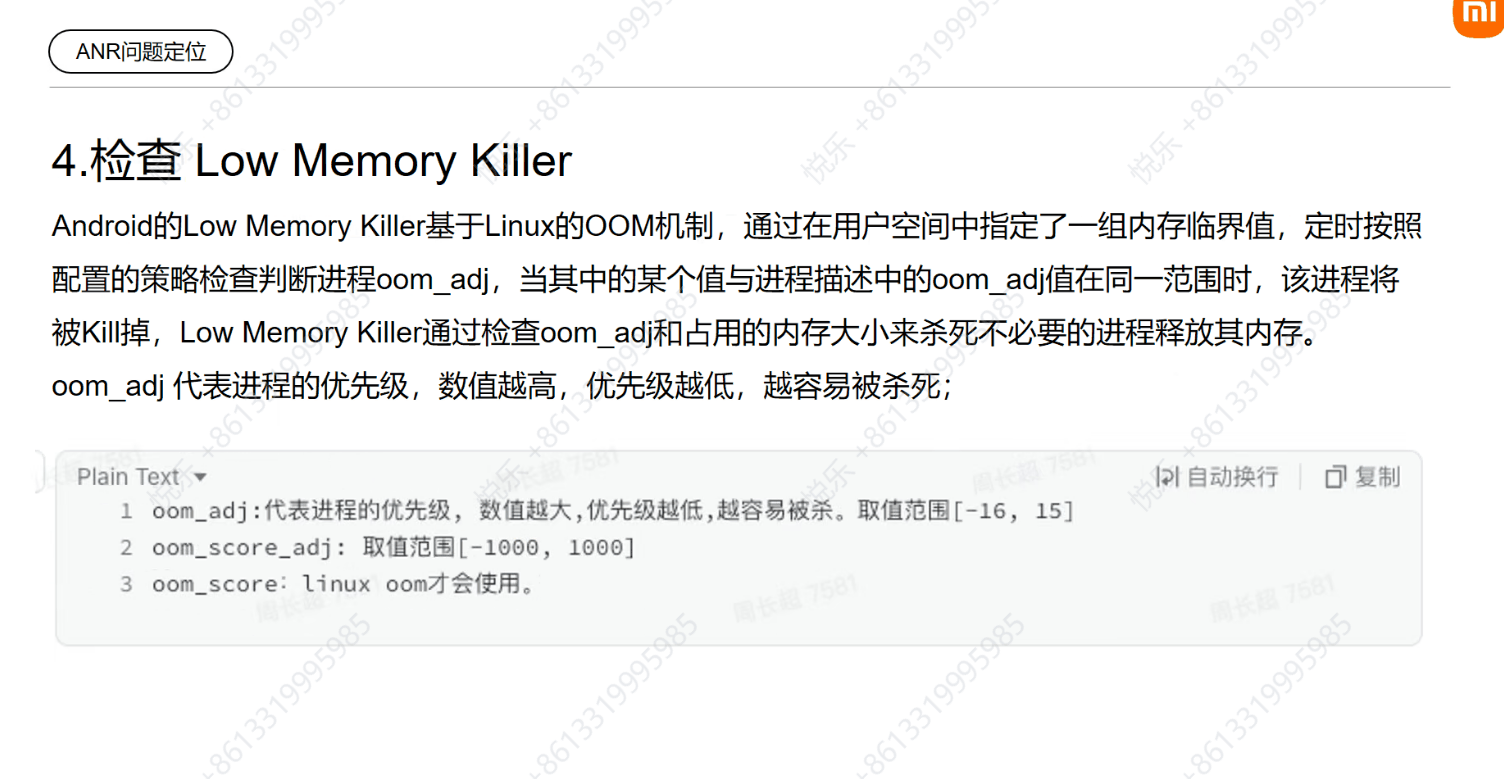 ANR问题定位
mi
4.检查 Low Memory Killer
Android的Low Memory Killer基于Linux的OOM机制，通过在用户空间中指定了一组内存临界值，定时按照
配置的策略检查判断进程oom_adj，当其中的某个值与进程描述中的oom_adj值在同一范围时，该进程将
被Kill掉，Low Memory Killer通过检查oom_adj和占用的内存大小来杀死不必要的进程释放其内存。
oom_adj 代表进程的优先级，数值越高，优先级越低，越容易被杀死；
Plain Text 自动换行 复制
1 oom_adj:代表进程的优先级, 数值越大,优先级越低,越容易被杀。取值范围[-16, 15]
2 oom_score_adj: 取值范围[-1000, 1000]
3 oom_score: linux oom才会使用。
悦乐 +8613319995985
周长超 7581